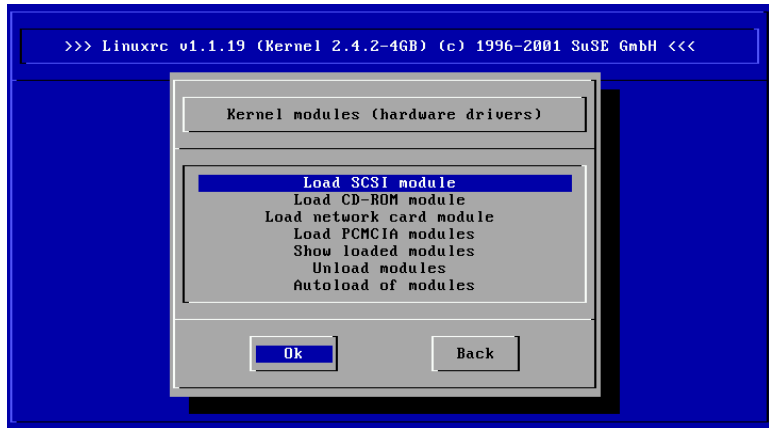 >>> Linuxrc v1.1.19 (Kernel 2.4.2-4GB) (c) 1996-2001 SuSE GmbH <<<
Kernel modules (hardware drivers)
Load SCSI module
Load CD-ROM module
Load network card module
Load PCMCIA modules
Show loaded modules
Unload modules
Autoload of modules
Ok Back